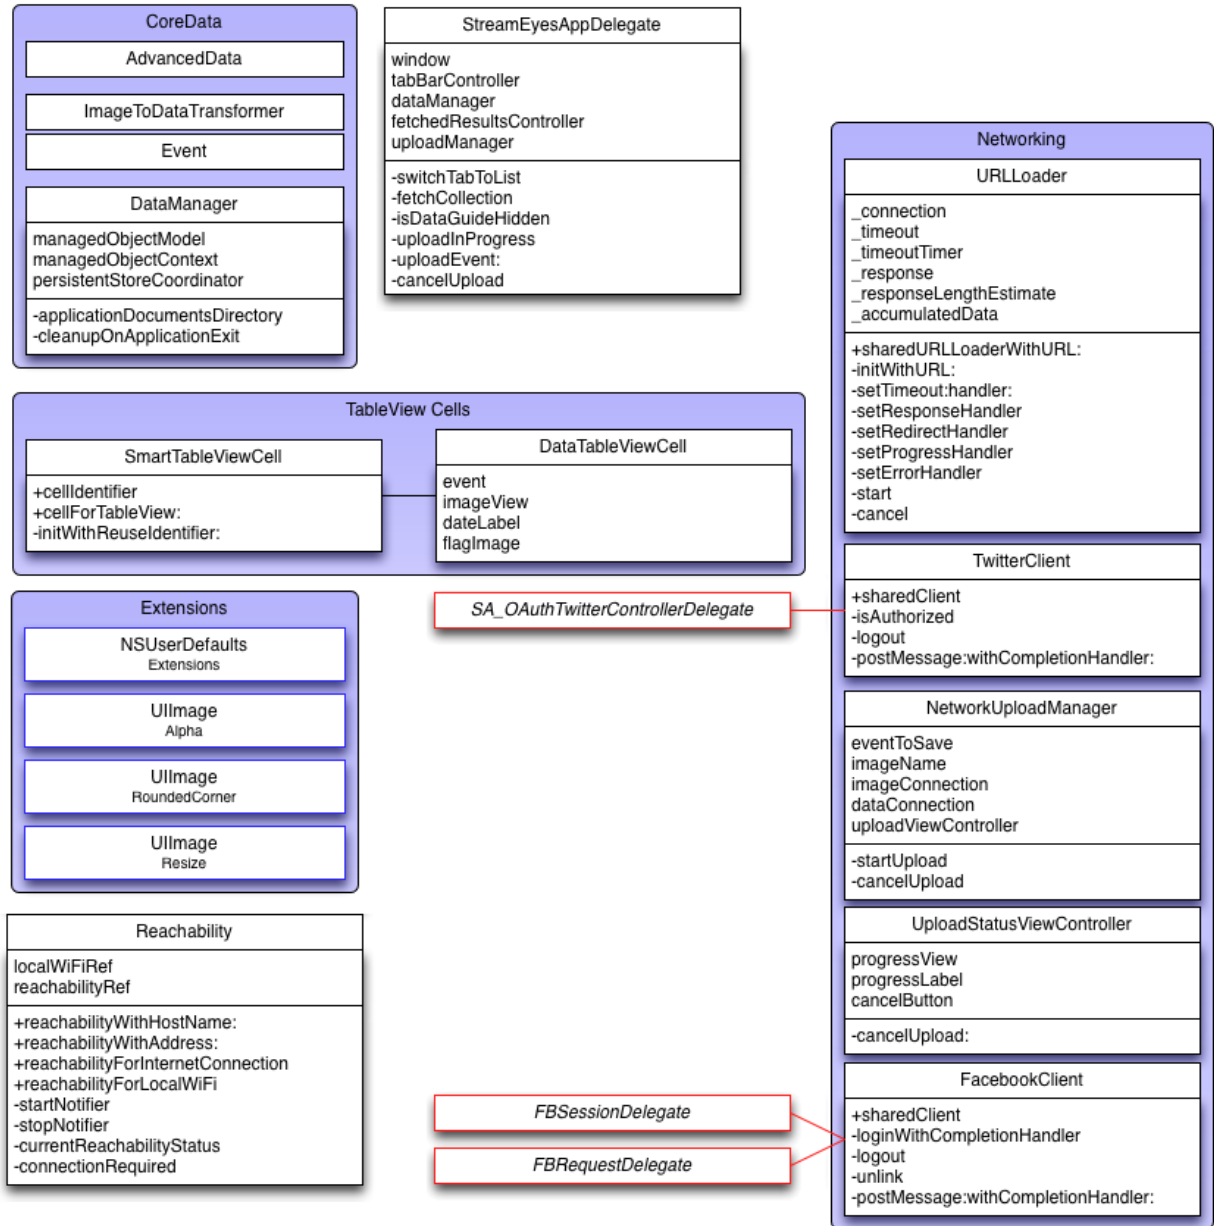 CoreData
AdvancedData
ImageToDataTransformer
Event
DataManager
managedObjectModel
managedObjectContext
persistentStoreCoordinator
-applicationDocumentsDirectory
-cleanupOnApplicationExit
StreamEyesAppDelegate
window
tabBarController
dataManager
fetchedResultsController
uploadManager
-switchTabToList
-fetchCollection
-isDataGuideHidden
-uploadInProgress
-uploadEvent:
-cancelUpload
TableView Cells
SmartTableViewCell
+cellIdentifier
+cellForTableView:
-initWithReuseIdentifier:
DataTableViewCell
event
imageView
dateLabel
flagImage
Extensions
NSUserDefaults
Extensions
UIImage
Alpha
UIImage
RoundedCorner
UIImage
Resize
Reachability
localWiFiRef
reachabilityRef
+reachabilityWithHostName:
+reachabilityWithAddress:
+reachabilityForInternetConnection
+reachabilityForLocalWiFi
-startNotifier
-stopNotifier
-currentReachabilityStatus
-connectionRequired
SA_OAuthTwitterControllerDelegate
FBSessionDelegate
FBRequestDelegate
Networking
URLLoader
_connection
_timeout
_timeoutTimer
_response
_responseLengthEstimate
_accumulatedData
+sharedURLLoaderWithURL:
-initWithURL:
-setTimeout:handler:
-setResponseHandler
-setRedirectHandler
-setProgressHandler
-setErrorHandler
-start
-cancel
TwitterClient
+sharedClient
-isAuthorized
-logout
-postMessage:withCompletionHandler:
NetworkUploadManager
eventToSave
imageName
imageConnection
dataConnection
uploadViewController
-startUpload
-cancelUpload
UploadStatusViewController
progressView
progressLabel
cancelButton
-cancelUpload:
FacebookClient
+sharedClient
-loginWithCompletionHandler
-logout
-unlink
-postMessage:withCompletionHandler: